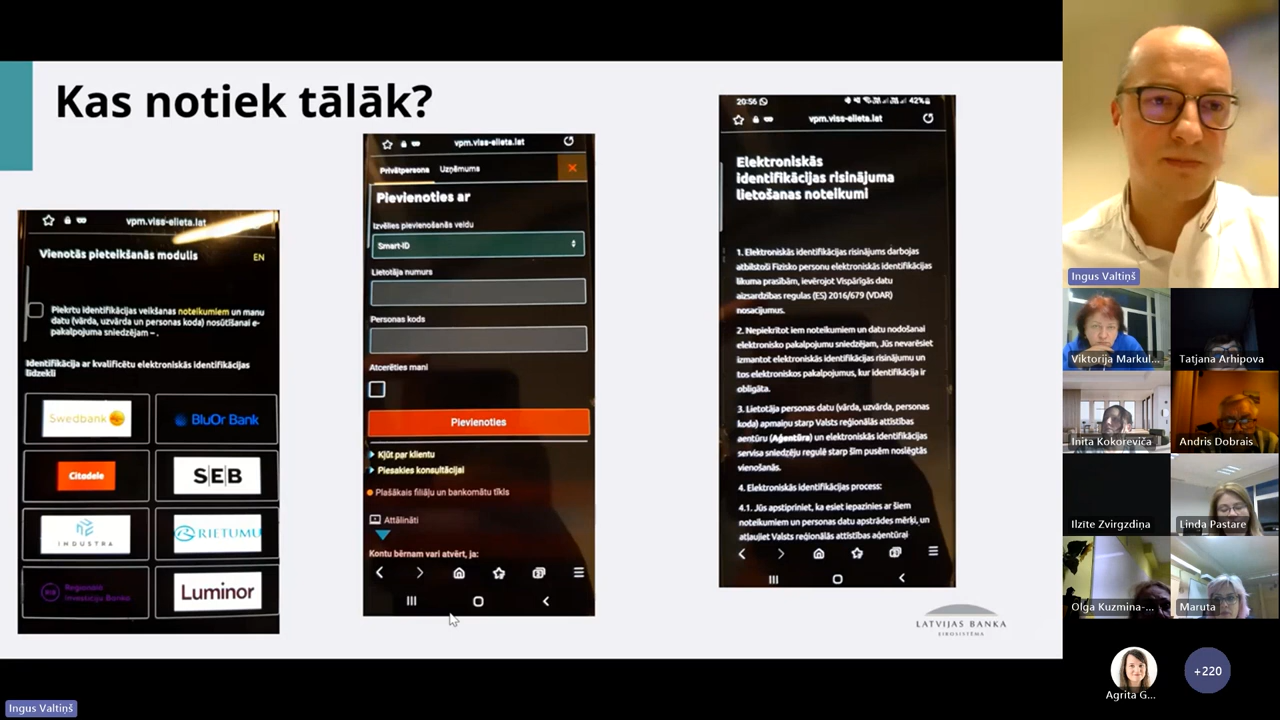 Kas notiek tālāk?
vpm.viss-elieta.lat
Vienotās pieteikšanās modulis
EN
Piekrītu identifikācijas veikšanas noteikumiem un manu
datu (vārda, uzvārda un personas koda) nosūtīšanai e-
pakalpojuma sniedzējam – .
Identifikācija ar kvalificētu elektroniskās identifikācijas
līdzekli
Swedbank
BluOr Bank
Citadele
SEB
INDUSTRA
RIETUMU
Reģionālā
Investīciju Banka
Luminor
vpm.viss-elieta.lat
Privātpersona
Uzņēmums
Pievienoties ar
Izvēlies pievienošanās veidu
Smart-ID
Lietotāja numurs
Personas kods
Atcerēties mani
Pievienoties
Kļūt par klientu
Piesakies konsultācijai
Plašākais filiāļu un bankomātu tīkls
Attālināti
Kontu bērnam vari atvērt, ja:
20:56
42%
vpm.viss-elieta.lat
Elektroniskās
identifikācijas risinājuma
lietošanas noteikumi
1. Elektroniskās identifikācijas risinājums darbojas
atbilstoši Fizisko personu elektroniskās identifikācijas
likuma prasībām, ievērojot Vispārīgās datu
aizsardzības regulas (ES) 2016/679 (VDAR)
nosacījumus.
2. Nepiekrītot iem noteikumiem un datu nodošanai
elektronisko pakalpojumu sniedzējam, Jūs nevarēsiet
izmantot elektroniskās identifikācijas risinājumu un
tos elektroniskos pakalpojumus, kur identifikācija ir
obligāta.
3. Lietotāja personas datu (vārda, uzvārda, personas
koda) apmaiņu starp Valsts reģionālās attīstības
aentūru (Aģentūra) un elektroniskās identifikācijas
servisa sniedzēju regulē starp šīm pusēm noslēgtās
vienošanās.
4. Elektroniskās identifikācijas process:
4.1. Jūs apstipriniet, ka esiet iepazinies ar šiem
noteikumiem un personas datu apstrādes mērķi, un
atļaujiet Valsts reģionālās attīstības aģentūrai
LATVIJAS BANKA
EIROSISTĒMA
Ingus Valtiņš
Viktorija Markul...
Tatjana Arhipova
Inita Kokoreviča
Andris Dobrais
Ilzīte Zvirgzdiņa
Linda Pastare
Olga Kuzmina-...
Maruta
Agrita G...
+220
Ingus Valtiņš